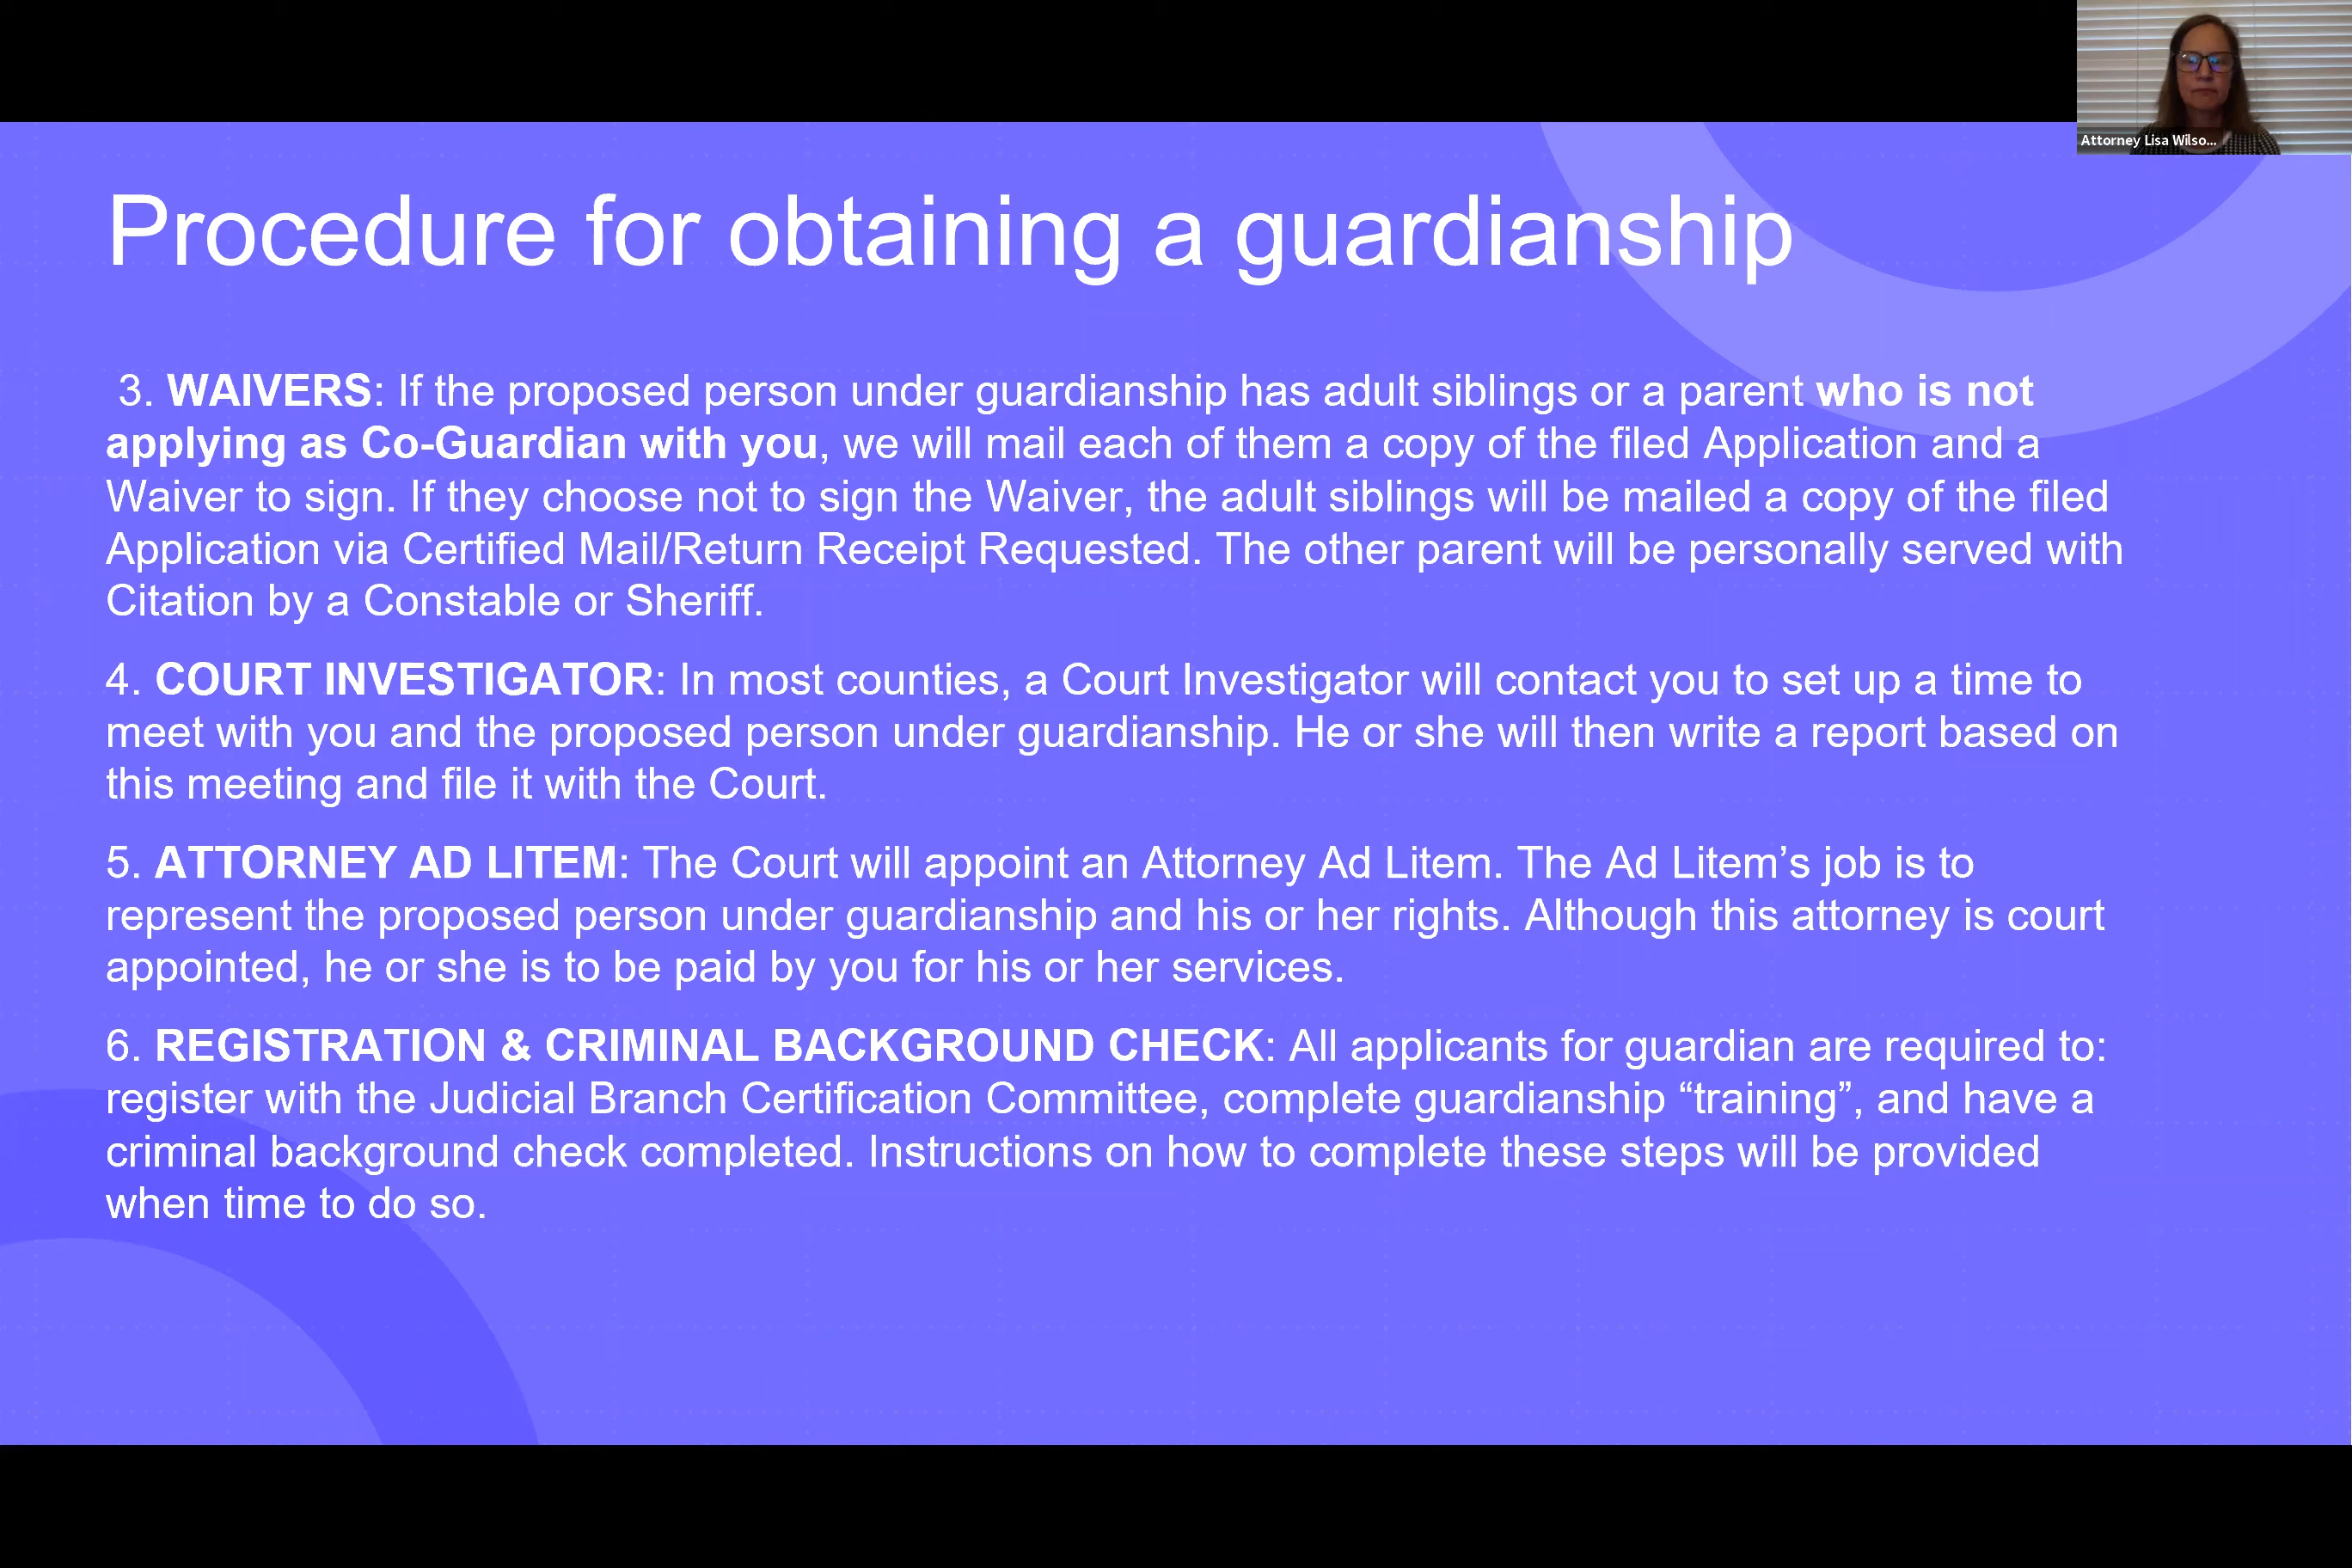 Attorney Lisa Wilso...
Procedure for obtaining a guardianship
3. WAIVERS: If the proposed person under guardianship has adult siblings or a parent who is not
applying as Co-Guardian with you, we will mail each of them a copy of the filed Application and a
Waiver to sign. If they choose not to sign the Waiver, the adult siblings will be mailed a copy of the filed
Application via Certified Mail/Return Receipt Requested. The other parent will be personally served with
Citation by a Constable or Sheriff.
4. COURT INVESTIGATOR: In most counties, a Court Investigator will contact you to set up a time to
meet with you and the proposed person under guardianship. He or she will then write a report based on
this meeting and file it with the Court.
5. ATTORNEY AD LITEM: The Court will appoint an Attorney Ad Litem. The Ad Litem’s job is to
represent the proposed person under guardianship and his or her rights. Although this attorney is court
appointed, he or she is to be paid by you for his or her services.
6. REGISTRATION & CRIMINAL BACKGROUND CHECK: All applicants for guardian are required to:
register with the Judicial Branch Certification Committee, complete guardianship “training”, and have a
criminal background check completed. Instructions on how to complete these steps will be provided
when time to do so.